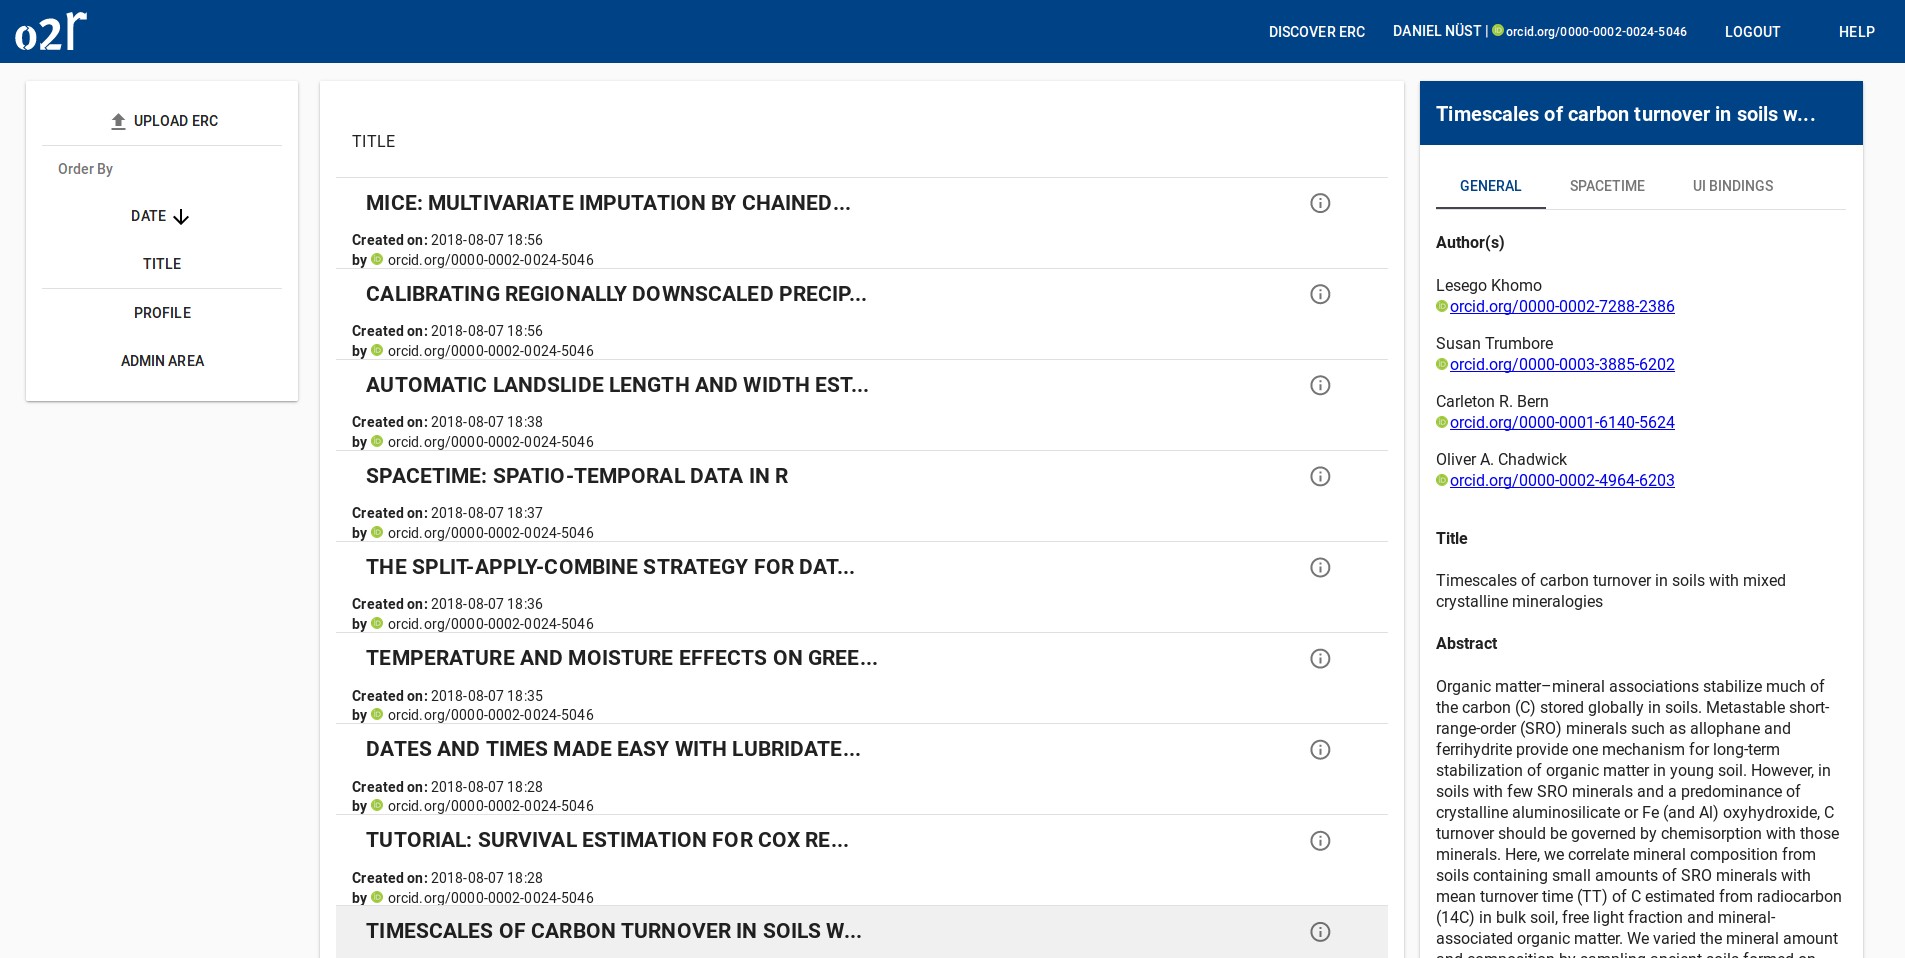 o2r
DISCOVER ERC
DANIEL NÜST | orcid.org/0000-0002-0024-5046
LOGOUT
HELP
UPLOAD ERC
Order By
DATE
TITLE
PROFILE
ADMIN AREA
TITLE
MICE: MULTIVARIATE IMPUTATION BY CHAINED...
Created on: 2018-08-07 18:56
by iD orcid.org/0000-0002-0024-5046
CALIBRATING REGIONALLY DOWNSCALED PRECIP...
Created on: 2018-08-07 18:56
by iD orcid.org/0000-0002-0024-5046
AUTOMATIC LANDSLIDE LENGTH AND WIDTH EST...
Created on: 2018-08-07 18:38
by iD orcid.org/0000-0002-0024-5046
SPACETIME: SPATIO-TEMPORAL DATA IN R
Created on: 2018-08-07 18:37
by iD orcid.org/0000-0002-0024-5046
THE SPLIT-APPLY-COMBINE STRATEGY FOR DAT...
Created on: 2018-08-07 18:36
by iD orcid.org/0000-0002-0024-5046
TEMPERATURE AND MOISTURE EFFECTS ON GREE...
Created on: 2018-08-07 18:35
by iD orcid.org/0000-0002-0024-5046
DATES AND TIMES MADE EASY WITH LUBRIDATE...
Created on: 2018-08-07 18:28
by iD orcid.org/0000-0002-0024-5046
TUTORIAL: SURVIVAL ESTIMATION FOR COX RE...
Created on: 2018-08-07 18:28
by iD orcid.org/0000-0002-0024-5046
TIMESCALES OF CARBON TURNOVER IN SOILS W...
Timescales of carbon turnover in soils w...
GENERAL
SPACETIME
UI BINDINGS
Author(s)
Lesego Khomo
orcid.org/0000-0002-7288-2386
Susan Trumbore
orcid.org/0000-0003-3885-6202
Carleton R. Bern
orcid.org/0000-0001-6140-5624
Oliver A. Chadwick
orcid.org/0000-0002-4964-6203
Title
Timescales of carbon turnover in soils with mixed
crystalline mineralogies
Abstract
Organic matter–mineral associations stabilize much of
the carbon (C) stored globally in soils. Metastable short-
range-order (SRO) minerals such as allophane and
ferrihydrite provide one mechanism for long-term
stabilization of organic matter in young soil. However, in
soils with few SRO minerals and a predominance of
crystalline aluminosilicate or Fe (and Al) oxyhydroxide, C
turnover should be governed by chemisorption with those
minerals. Here, we correlate mineral composition from
soils containing small amounts of SRO minerals with
mean turnover time (TT) of C estimated from radiocarbon
(14C) in bulk soil, free light fraction and mineral-
associated organic matter. We varied the mineral amount
and composition by sampling ancient soils formed on